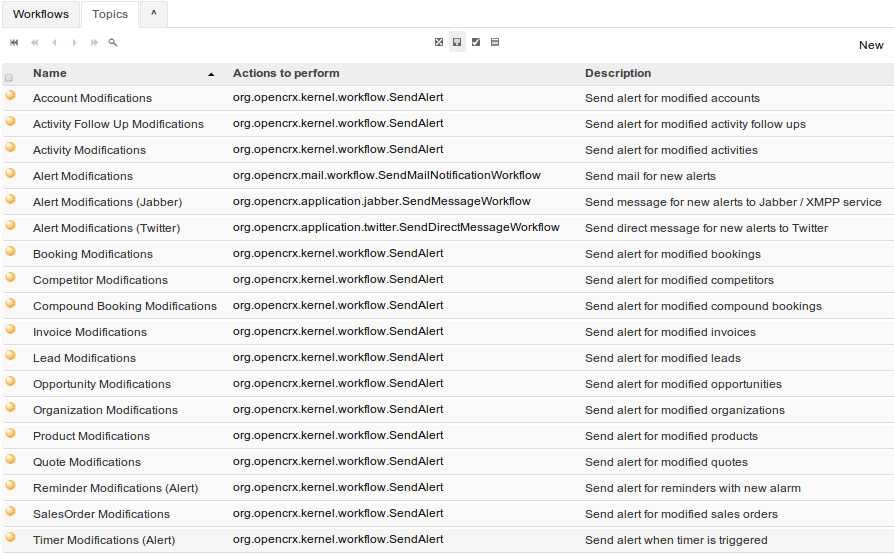 Workflows Topics ^
New
Name Actions to perform Description
Account Modifications org.opencrx.kernel.workflow.SendAlert Send alert for modified accounts
Activity Follow Up Modifications org.opencrx.kernel.workflow.SendAlert Send alert for modified activity follow ups
Activity Modifications org.opencrx.kernel.workflow.SendAlert Send alert for modified activities
Alert Modifications org.opencrx.mail.workflow.SendMailNotificationWorkflow Send mail for new alerts
Alert Modifications (Jabber) org.opencrx.application.jabber.SendMessageWorkflow Send message for new alerts to Jabber / XMPP service
Alert Modifications (Twitter) org.opencrx.application.twitter.SendDirectMessageWorkflow Send direct message for new alerts to Twitter
Booking Modifications org.opencrx.kernel.workflow.SendAlert Send alert for modified bookings
Competitor Modifications org.opencrx.kernel.workflow.SendAlert Send alert for modified competitors
Compound Booking Modifications org.opencrx.kernel.workflow.SendAlert Send alert for modified compound bookings
Invoice Modifications org.opencrx.kernel.workflow.SendAlert Send alert for modified invoices
Lead Modifications org.opencrx.kernel.workflow.SendAlert Send alert for modified leads
Opportunity Modifications org.opencrx.kernel.workflow.SendAlert Send alert for modified opportunities
Organization Modifications org.opencrx.kernel.workflow.SendAlert Send alert for modified organizations
Product Modifications org.opencrx.kernel.workflow.SendAlert Send alert for modified products
Quote Modifications org.opencrx.kernel.workflow.SendAlert Send alert for modified quotes
Reminder Modifications (Alert) org.opencrx.kernel.workflow.SendAlert Send alert for reminders with new alarm
SalesOrder Modifications org.opencrx.kernel.workflow.SendAlert Send alert for modified sales orders
Timer Modifications (Alert) org.opencrx.kernel.workflow.SendAlert Send alert when timer is triggered